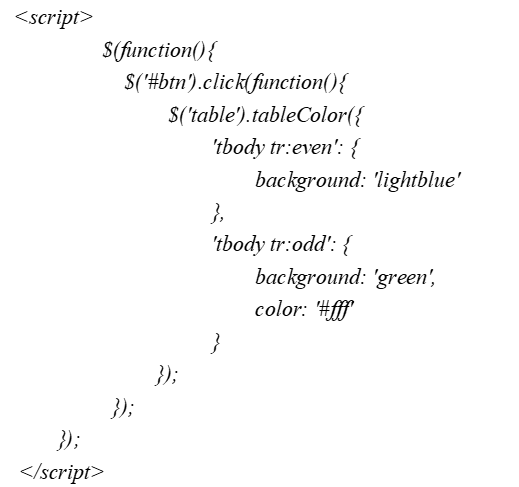 <script>
$(function(){
$('#btn').click(function(){
$('table').tableColor({
'tbody tr:even': {
background: 'lightblue'
},
'tbody tr:odd': {
background: 'green',
color: '#fff'
}
});
});
});
</script>